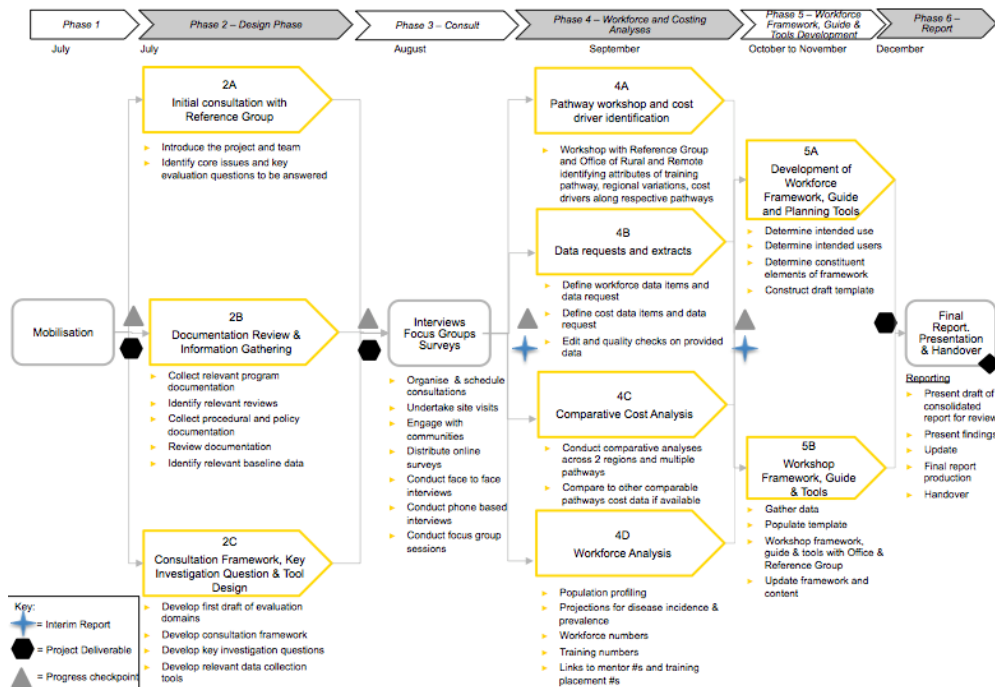 Phase 1
Phase 2 – Design Phase
Phase 3 – Consult
Phase 4 – Workforce and Costing
Analyses
Phase 5 – Workforce
Framework, Guide &
Tools Development
Phase 6 –
Report
July
July
August
September
October to November
December
Mobilisation
2A
Initial consultation with
Reference Group
Introduce the project and team
Identify core issues and key
evaluation questions to be answered
2B
Documentation Review &
Information Gathering
Collect relevant program
documentation
Identify relevant reviews
Collect procedural and policy
documentation
Review documentation
Identify relevant baseline data
2C
Consultation Framework, Key
Investigation Question & Tool
Design
Develop first draft of evaluation
domains
Develop consultation framework
Develop key investigation questions
Develop relevant data collection
tools
Interviews
Focus Groups
Surveys
Organise & schedule
consultations
Undertake site visits
Engage with
communities
Distribute online
surveys
Conduct face to face
interviews
Conduct phone based
interviews
Conduct focus group
sessions
4A
Pathway workshop and cost
driver identification
Workshop with Reference Group
and Office of Rural and Remote
identifying attributes of training
pathway, regional variations, cost
drivers along respective pathways
4B
Data requests and extracts
Define workforce data items and
data request
Define cost data items and data
request
Edit and quality checks on provided
data
4C
Comparative Cost Analysis
Conduct comparative analyses
across 2 regions and multiple
pathways
Compare to other comparable
pathways cost data if available
4D
Workforce Analysis
Population profiling
Projections for disease incidence &
prevalence
Workforce numbers
Training numbers
Links to mentor #s and training
placement #s
5A
Development of
Workforce
Framework, Guide
and Planning Tools
Determine intended use
Determine intended users
Determine constituent
elements of framework
Construct draft template
5B
Workshop
Framework, Guide
& Tools
Gather data
Populate template
Workshop framework,
guide & tools with Office &
Reference Group
Update framework and
content
Final
Report.
Presentation
& Handover
Reporting
Present draft of
consolidated
report for review
Present findings
Update
Final report
production
Handover
Key:
= Interim Report
= Project Deliverable
= Progress checkpoint